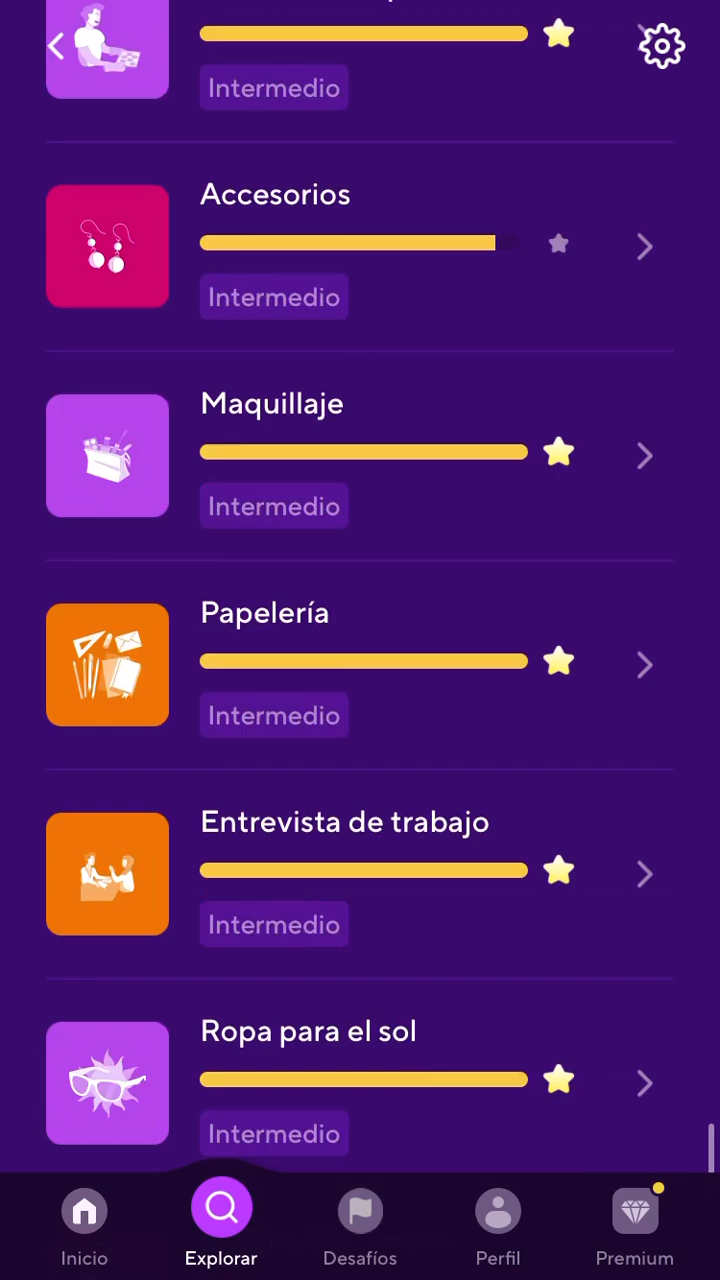 Intermedio
Accesorios
Intermedio
Maquillaje
Intermedio
Papelería
Intermedio
Entrevista de trabajo
Intermedio
Ropa para el sol
Intermedio
Inicio
Explorar
Desafíos
Perfil
Premium